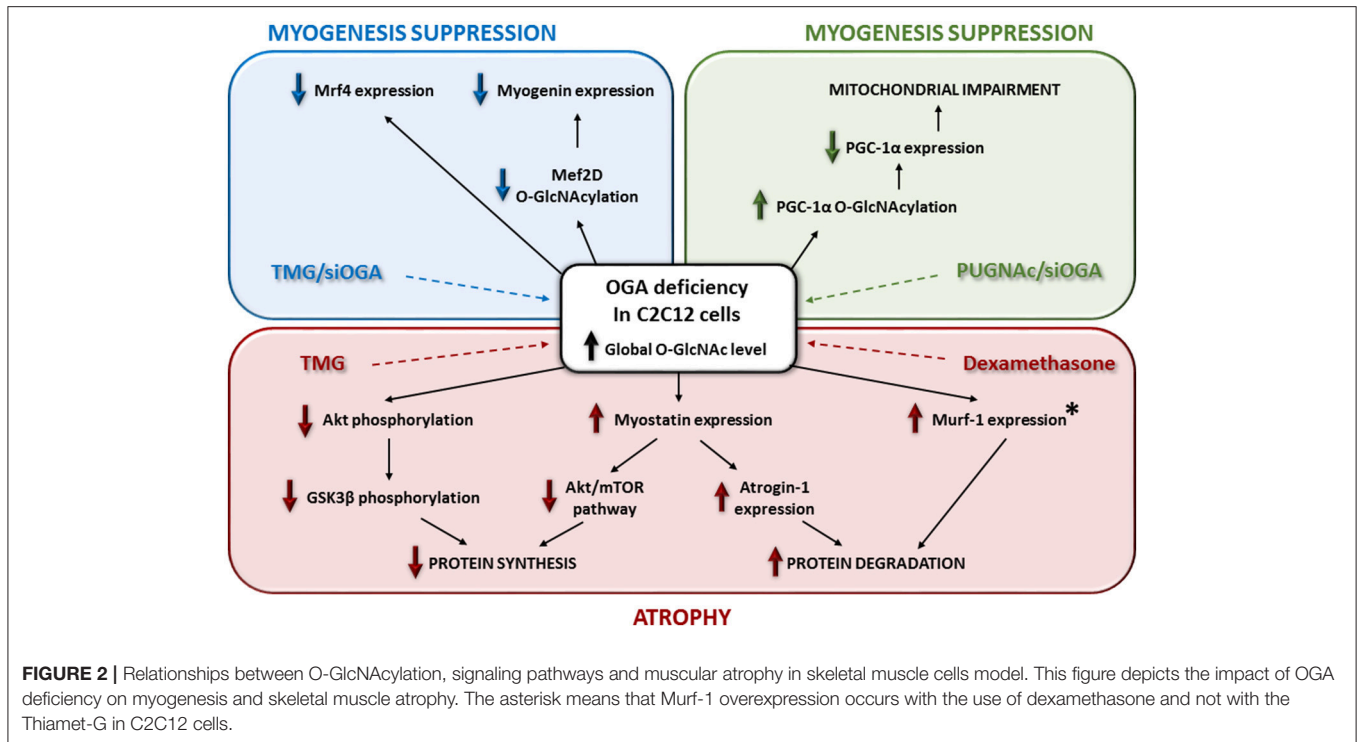 MYOGENESIS SUPPRESSION
MYOGENESIS SUPPRESSION
Mrf4 expression
Myogenin expression
Mef2D
O-GlcNAcylation
TMG/siOGA
MITOCHONDRIAL IMPAIRMENT
PGC-1α expression
PGC-1α O-GlcNAcylation
PUGNAc/siOGA
OGA deficiency
In C2C12 cells
Global O-GlcNAc level
TMG
Dexamethasone
Akt phosphorylation
Myostatin expression
Murf-1 expression*
GSK3β phosphorylation
Akt/mTOR
pathway
Atrogin-1
expression
PROTEIN SYNTHESIS
PROTEIN DEGRADATION
ATROPHY
FIGURE 2 | Relationships between O-GlcNAcylation, signaling pathways and muscular atrophy in skeletal muscle cells model. This figure depicts the impact of OGA
deficiency on myogenesis and skeletal muscle atrophy. The asterisk means that Murf-1 overexpression occurs with the use of dexamethasone and not with the
Thiamet-G in C2C12 cells.